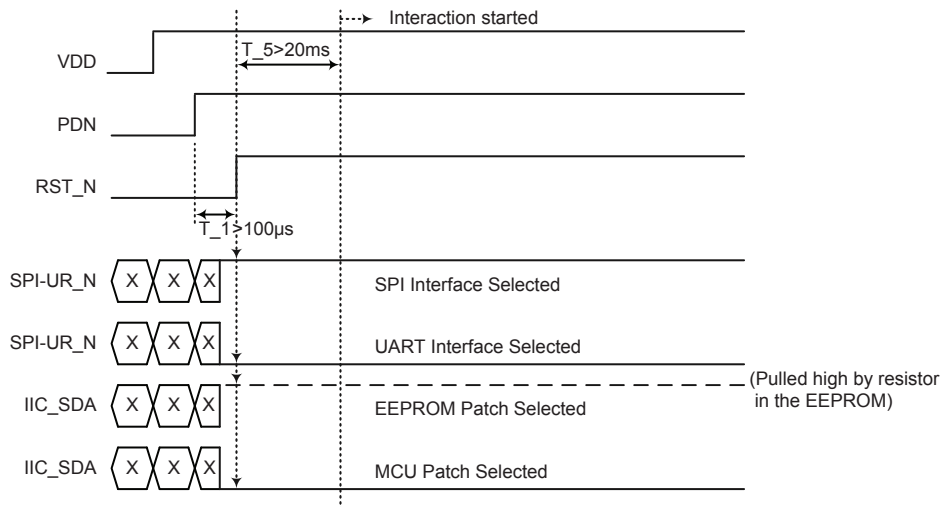 Interaction started
T_5>20ms
VDD
PDN
RST_N
T_1>100μs
SPI-UR_N X X X SPI Interface Selected
SPI-UR_N X X X UART Interface Selected
(Pulled high by resistor
in the EEPROM)
IIC_SDA X X X EEPROM Patch Selected
IIC_SDA X X X MCU Patch Selected